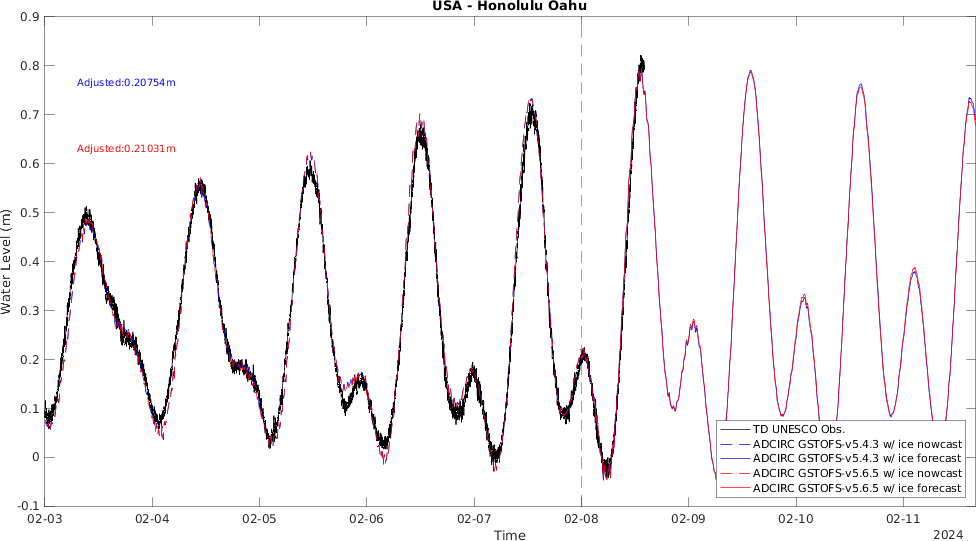 USA - Honolulu Oahu
0.9
0.8
0.7
0.6
0.5
0.4
0.3
0.2
0.1
0
-0.1
Water Level (m)
Adjusted:0.20754m
Adjusted:0.21031m
TD UNESCO Obs.
ADCIRC GSTOFS-v5.4.3 w/ ice nowcast
ADCIRC GSTOFS-v5.4.3 w/ ice forecast
ADCIRC GSTOFS-v5.6.5 w/ ice nowcast
ADCIRC GSTOFS-v5.6.5 w/ ice forecast
02-03 02-04 02-05 02-06 02-07 02-08 02-09 02-10 02-11
Time
2024